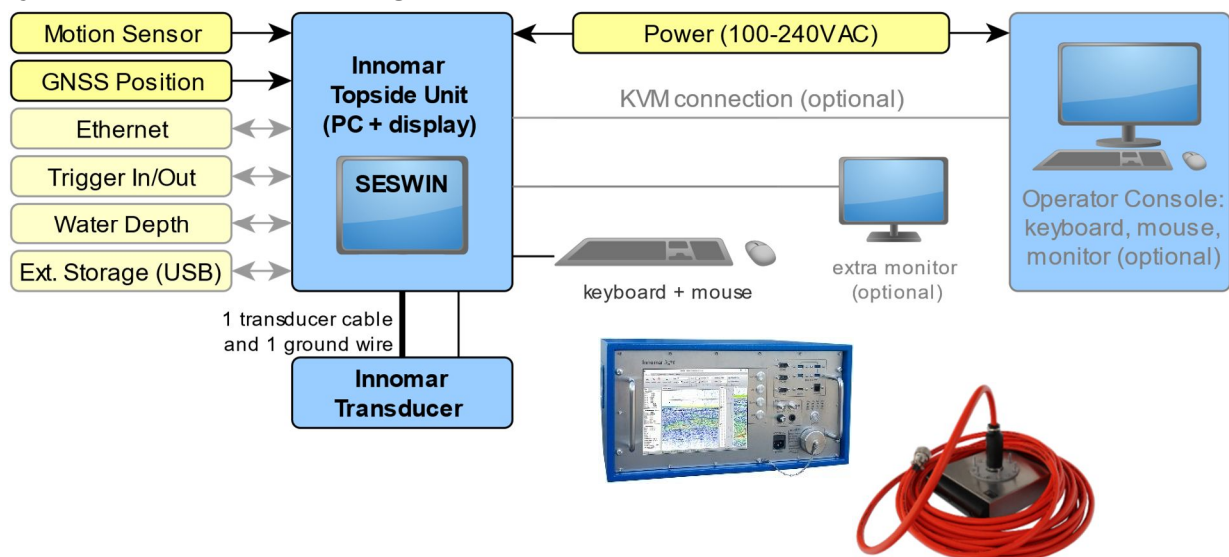 Motion Sensor
GNSS Position
Ethernet
Trigger In/Out
Water Depth
Ext. Storage (USB)
Innomar
Topside Unit
(PC + display)
SESWIN
Power (100-240VAC)
KVM connection (optional)
keyboard + mouse
extra monitor
(optional)
Operator Console:
keyboard, mouse,
monitor (optional)
1 transducer cable
and 1 ground wire
Innomar
Transducer